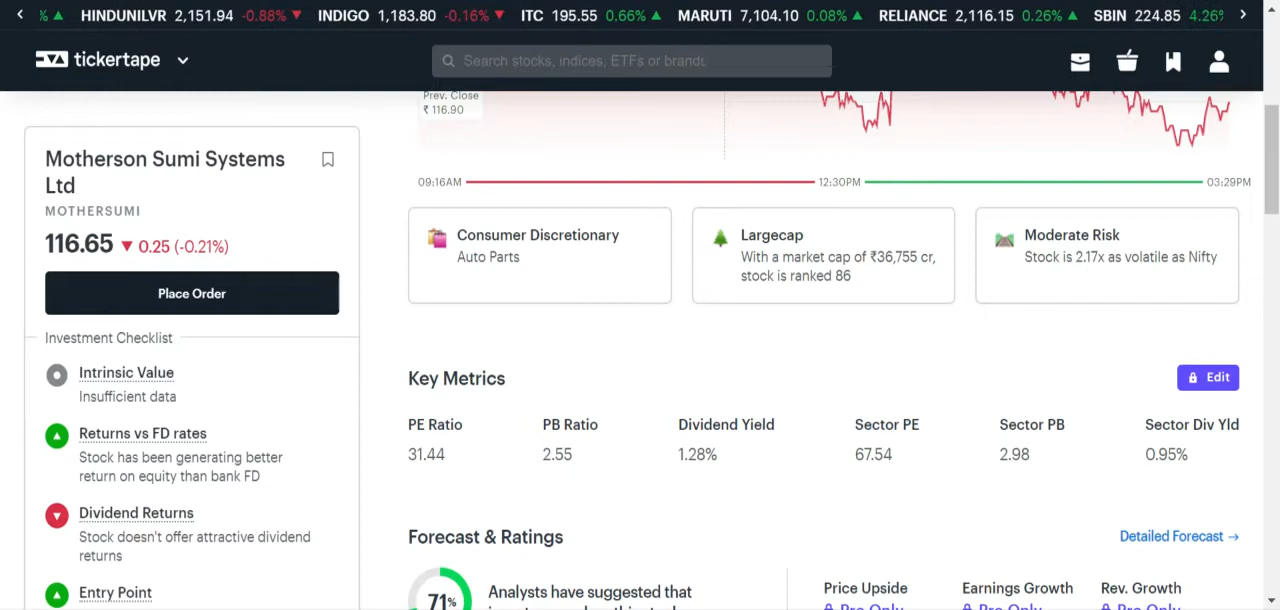 % ▲ HINDUNILVR 2,151.94 -0.88% ▼ INDIGO 1,183.80 -0.16% ▼ ITC 195.55 0.66% ▲ MARUTI 7,104.10 0.08% ▲ RELIANCE 2,116.15 0.26% ▲ SBIN 224.85 4.26%
tickertape
Search stocks, indices, ETFs or brands
Prev. Close
₹ 116.90
09:16AM 12:30PM 03:29PM
Motherson Sumi Systems
Ltd
MOTHERSUMI
116.65 ▼ 0.25 (-0.21%)
Place Order
Investment Checklist
Intrinsic Value
Insufficient data
Returns vs FD rates
Stock has been generating better
return on equity than bank FD
Dividend Returns
Stock doesn't offer attractive dividend
returns
Entry Point
Consumer Discretionary
Auto Parts
Largecap
With a market cap of ₹36,755 cr,
stock is ranked 86
Moderate Risk
Stock is 2.17x as volatile as Nifty
Key Metrics
Edit
PE Ratio PB Ratio Dividend Yield Sector PE Sector PB Sector Div Yld
31.44 2.55 1.28% 67.54 2.98 0.95%
Forecast & Ratings
Detailed Forecast →
71%
Analysts have suggested that
Price Upside Earnings Growth Rev. Growth
Pro Only Pro Only Pro Only